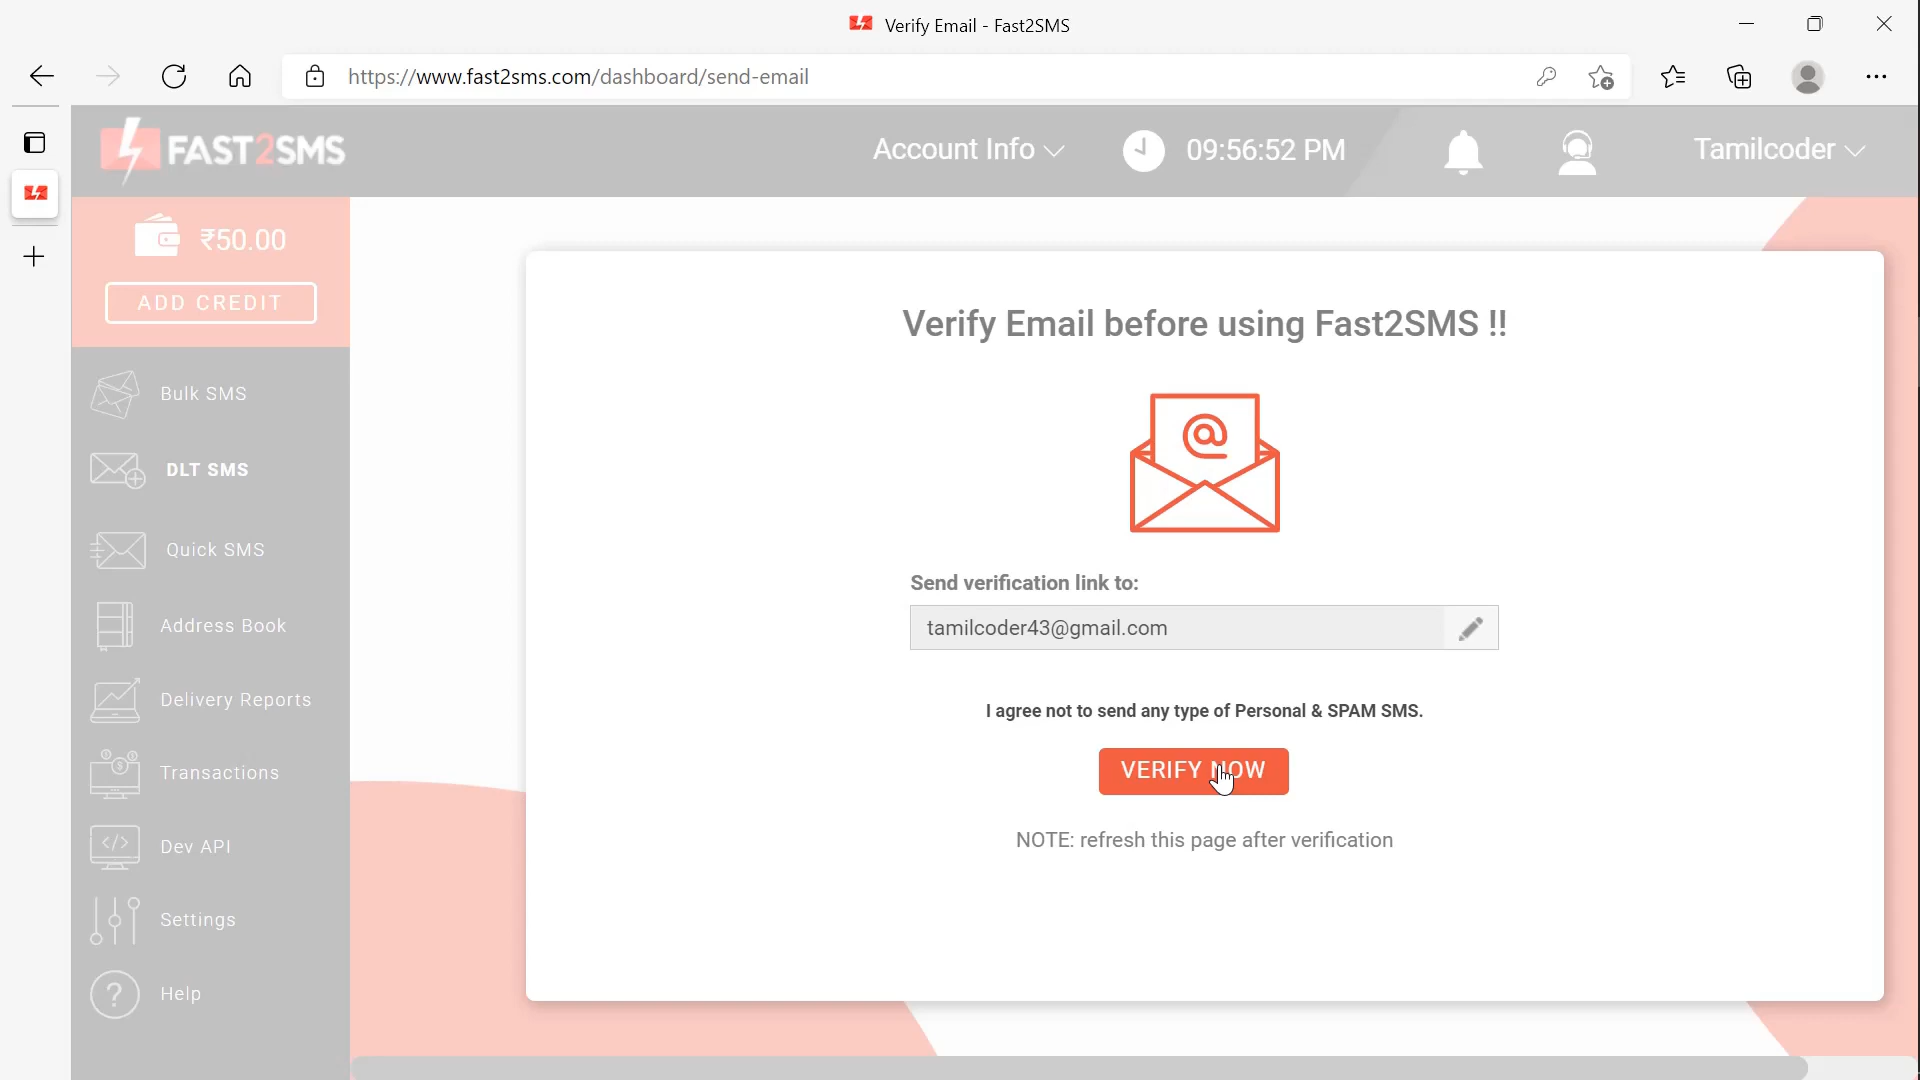 Verify Email - Fast2SMS
https://www.fast2sms.com/dashboard/send-email
FAST2SMS
Account Info
09:56:52 PM
Tamilcoder
₹50.00
ADD CREDIT
Bulk SMS
DLT SMS
Quick SMS
Address Book
Delivery Reports
Transactions
Dev API
Settings
Help
Verify Email before using Fast2SMS !!
Send verification link to:
tamilcoder43@gmail.com
I agree not to send any type of Personal & SPAM SMS.
VERIFY NOW
NOTE: refresh this page after verification